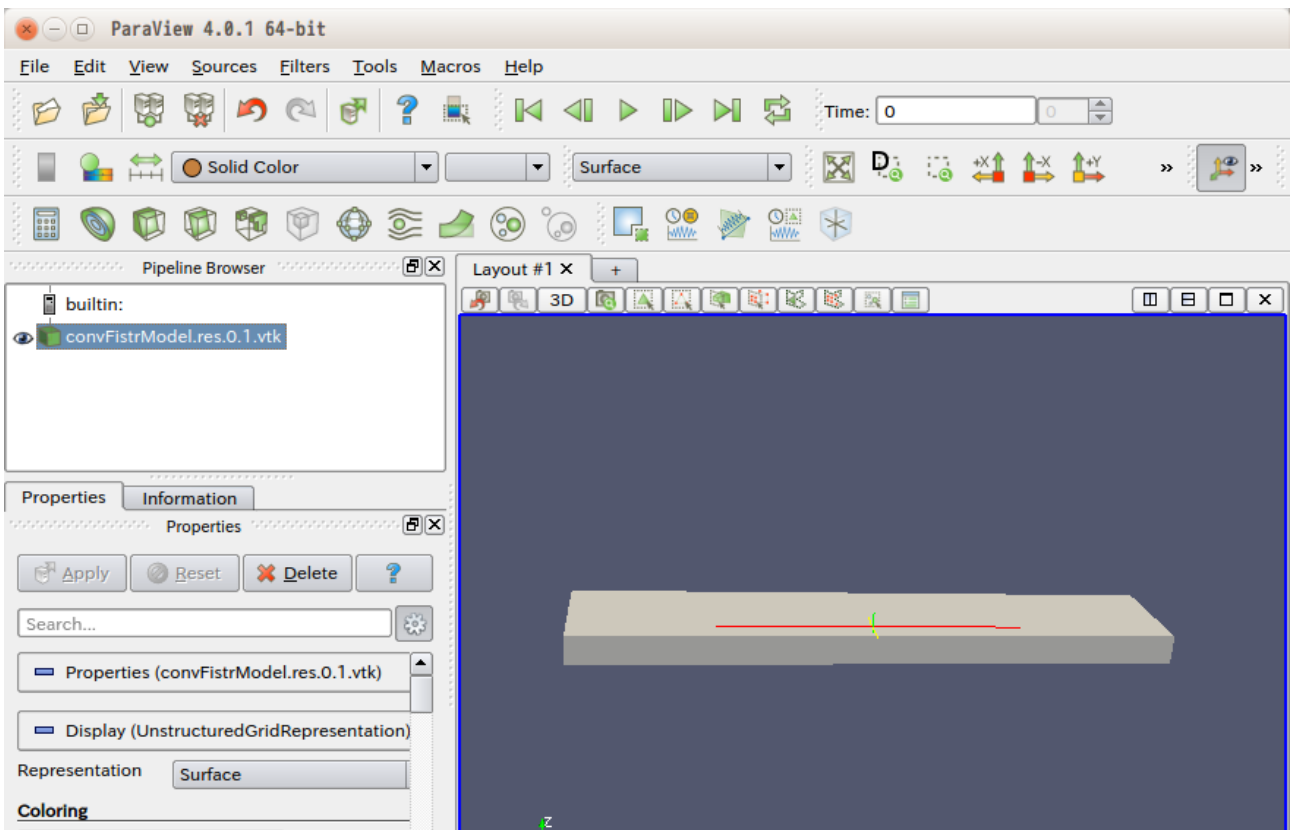 ParaView 4.0.1 64-bit
File Edit View Sources Filters Tools Macros Help
Time: 0 0
Solid Color Surface
D +X -X +Y » »
Pipeline Browser
Layout #1 +
builtin:
3D
convFistrModel.res.0.1.vtk
Properties Information
Properties
Apply Reset Delete ?
Search...
Properties (convFistrModel.res.0.1.vtk)
Display (UnstructuredGridRepresentation)
Representation Surface
Coloring
Z